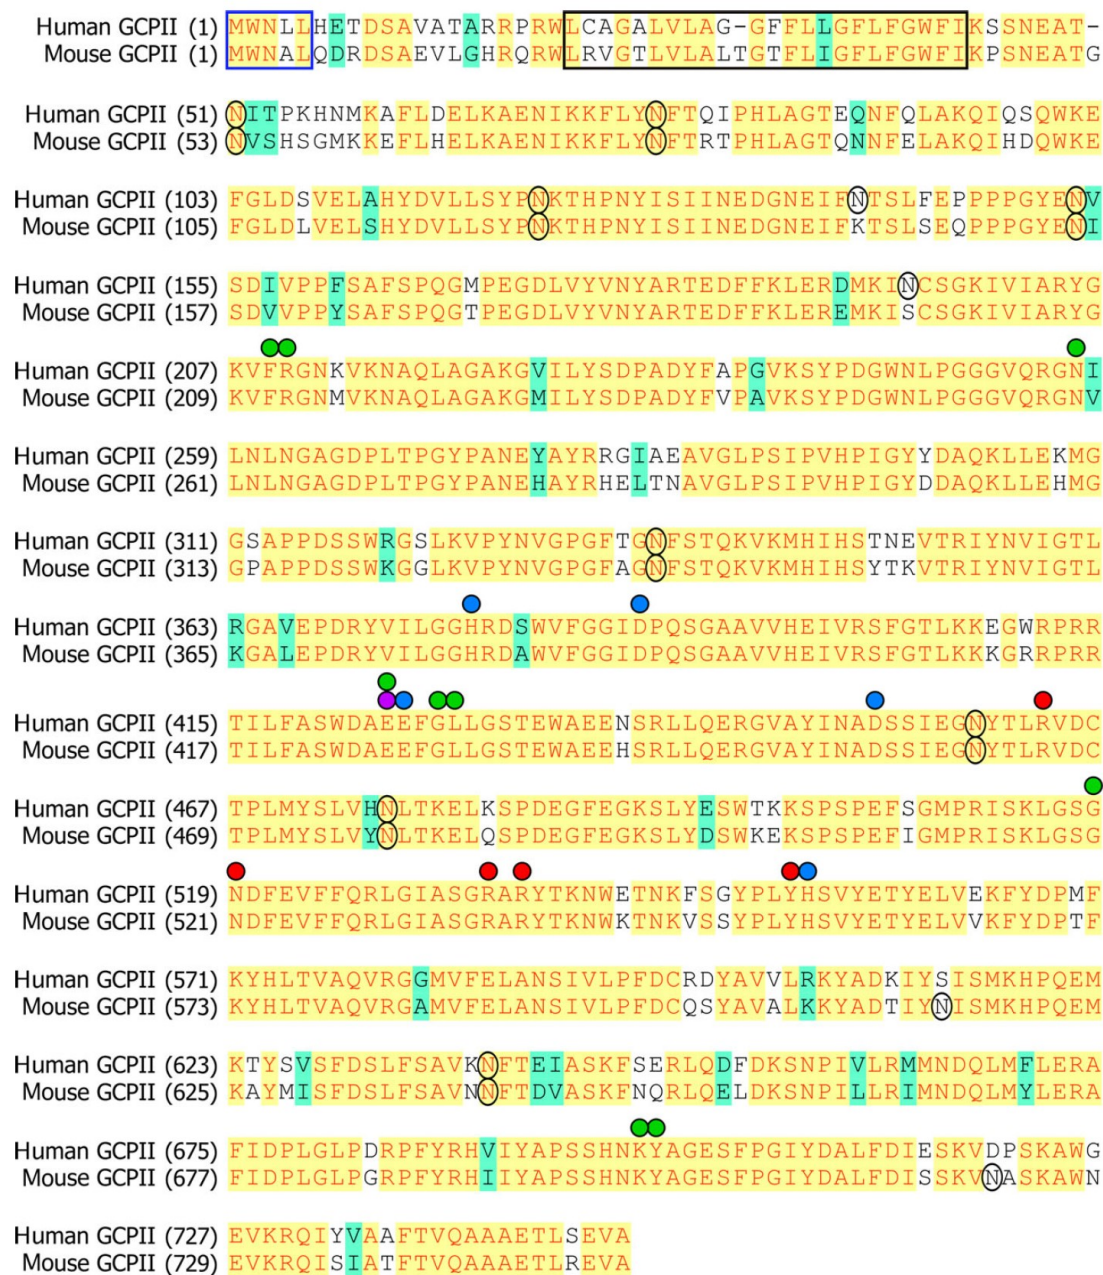 Human GCPII (1) MWNLLHETDSAVATARRPRWLCAGALVLAG-GFFLLGFLFGWFIKSSNEAT-
Mouse GCPII (1) MWNALQDRDSAEVLGHRQRWLRVGTLVLALTGTFLIGFLFGWFIKPSNEATG
Human GCPII (51) NITPKHNMKAFLDELKAENIKKFLYNFTQIPHLAGTEQNFQLAKQIQSQWKE
Mouse GCPII (53) NVSHSGMKKEFLHELKAENIKKFLYNFTRTPHLAGTQNNFELAKQIHDQWKE
Human GCPII (103) FGLDSVELAHYDVLLSYPNKTHPNYISIINEDGNEIFNTSLFEPPPPGYENV
Mouse GCPII (105) FGLDLVELSHYDVLLSYPNKTHPNYISIINEDGNEIFKTSLSEQPPPGYENI
Human GCPII (155) SDIVPPFSAFSPQGMPEGDLVYVNYARTEDFFKLERDMKINCSGKIVIARYG
Mouse GCPII (157) SDVVPPYSAFSPQGTPEGDLVYVNYARTEDFFKLEREMKISCSGKIVIARYG
Human GCPII (207) KVFRGNKVKNAQLAGAKGVILYSDPADYFAPGVKSYPDGWNLPGGGVQRGNI
Mouse GCPII (209) KVFRGNMVKNAQLAGAKGMILYSDPADYFVPAVKSYPDGWNLPGGGVQRGNV
Human GCPII (259) LNLNGAGDPLTPGYPANEYAYRRGIAEAVGLPSIPVHPIGYYDAQKLLEKMG
Mouse GCPII (261) LNLNGAGDPLTPGYPANEHAYRHELTNAVGLPSIPVHPIGYDDAQKLLEHMG
Human GCPII (311) GSAPPDSSWRGSLKVPYNVGPGFTGNFSTQKVKMHIHSTNEVTRIYNVIGTL
Mouse GCPII (313) GPAPPDSSWKGGLKVPYNVGPGFAGNFSTQKVKMHIHSYTKVTRIYNVIGTL
Human GCPII (363) RGAVEPDRYVILGGHRDSWVFGGIDPQSGAAVVHEIVRSFGTLKKEGWRPRR
Mouse GCPII (365) KGALEPDRYVILGGHRDAWVFGGIDPQSGAAVVHEIVRSFGTLKKKGRRPRR
Human GCPII (415) TILFASWDAEEFGLLGSTEWAEENSRLLQERGVAYINADSSIEGNYTLRVDC
Mouse GCPII (417) TILFASWDAEEFGLLGSTEWAEEHSRLLQERGVAYINADSSIEGNYTLRVDC
Human GCPII (467) TPLMYSLVHNLTKELKSPDEGFEGKSLYESWTKKSPSPEFSGMPRISKLGSG
Mouse GCPII (469) TPLMYSLVYNLTKELQSPDEGFEGKSLYDSWKEKSPSPEFIGMPRISKLGSG
Human GCPII (519) NDFEVFFQRLGIASGRARYTKNWETNKFSGYPLYHSVYETYELVEKFYDPMF
Mouse GCPII (521) NDFEVFFQRLGIASGRARYTKNWKTNKVSSYPLYHSVYETYELVVKFYDPTF
Human GCPII (571) KYHLTVAQVRGGMVFELANSIVLPFDCRDYAVVLRKYADKIYSISMKHPQEM
Mouse GCPII (573) KYHLTVAQVRGAMVFELANSIVLPFDCQSYAVALKKYADTIYNISMKHPQEM
Human GCPII (623) KTYSVSFDSLFSAVKNFTEIASKFSERLQDFDKSNPIVLRMMNDQLMFLERA
Mouse GCPII (625) KAYMISFDSLFSAVNNFTDVASKFNQRLQELDKSNPILLRIMNDQLMYLERA
Human GCPII (675) FIDPLGLPDRPFYRHVIYAPSSHNKYAGESFPGIYDALFDIESKVDPSKAWG
Mouse GCPII (677) FIDPLGLPGRPFYRHIIYAPSSHNKYAGESFPGIYDALFDISSKVNASKAWN
Human GCPII (727) EVKRQIYVAAFTVQAAAETLSEVA
Mouse GCPII (729) EVKRQISIATFTVQAAAETLREVA